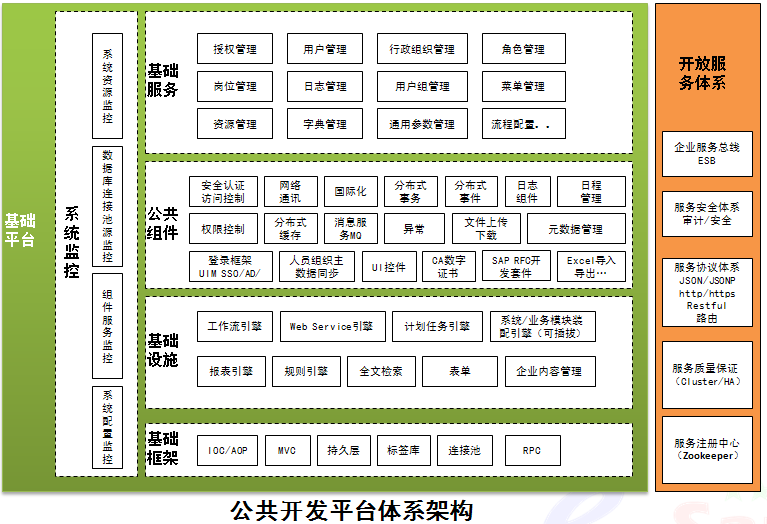 基础
平台
系统监控
系统资源监控
数据库连接池源监控
组件服务监控
系统配置监控
基础
服务
授权管理
用户管理
行政组织管理
角色管理
岗位管理
日志管理
用户组管理
菜单管理
资源管理
字典管理
通用参数管理
流程配置..
公共
组件
安全认证
访问控制
网络
通讯
国际化
分布式
事务
分布式
事件
日志
组件
日程
管理
权限控制
分布式
缓存
消息服
务MQ
异常
文件上传
下载
元数据管理
登录框架
UIM SSO/AD/
人员组织主
数据同步
UI控件
CA数字
证书
SAP RFC开
发套件
Excel导入
导出…
基础
设施
工作流引擎
Web Service引擎
计划任务引擎
系统/业务模块装
配引擎（可插拔）
报表引擎
规则引擎
全文检索
表单
企业内容管理
基础
框架
IOC/AOP
MVC
持久层
标签库
连接池
RPC
开放服
务体系
企业服务总线
ESB
服务安全体系
审计/安全
服务协议体系
JSON/JSONP
http/https
Restful
路由
服务质量保证
（Cluster/HA）
服务注册中心
（Zookeeper）
公共开发平台体系架构